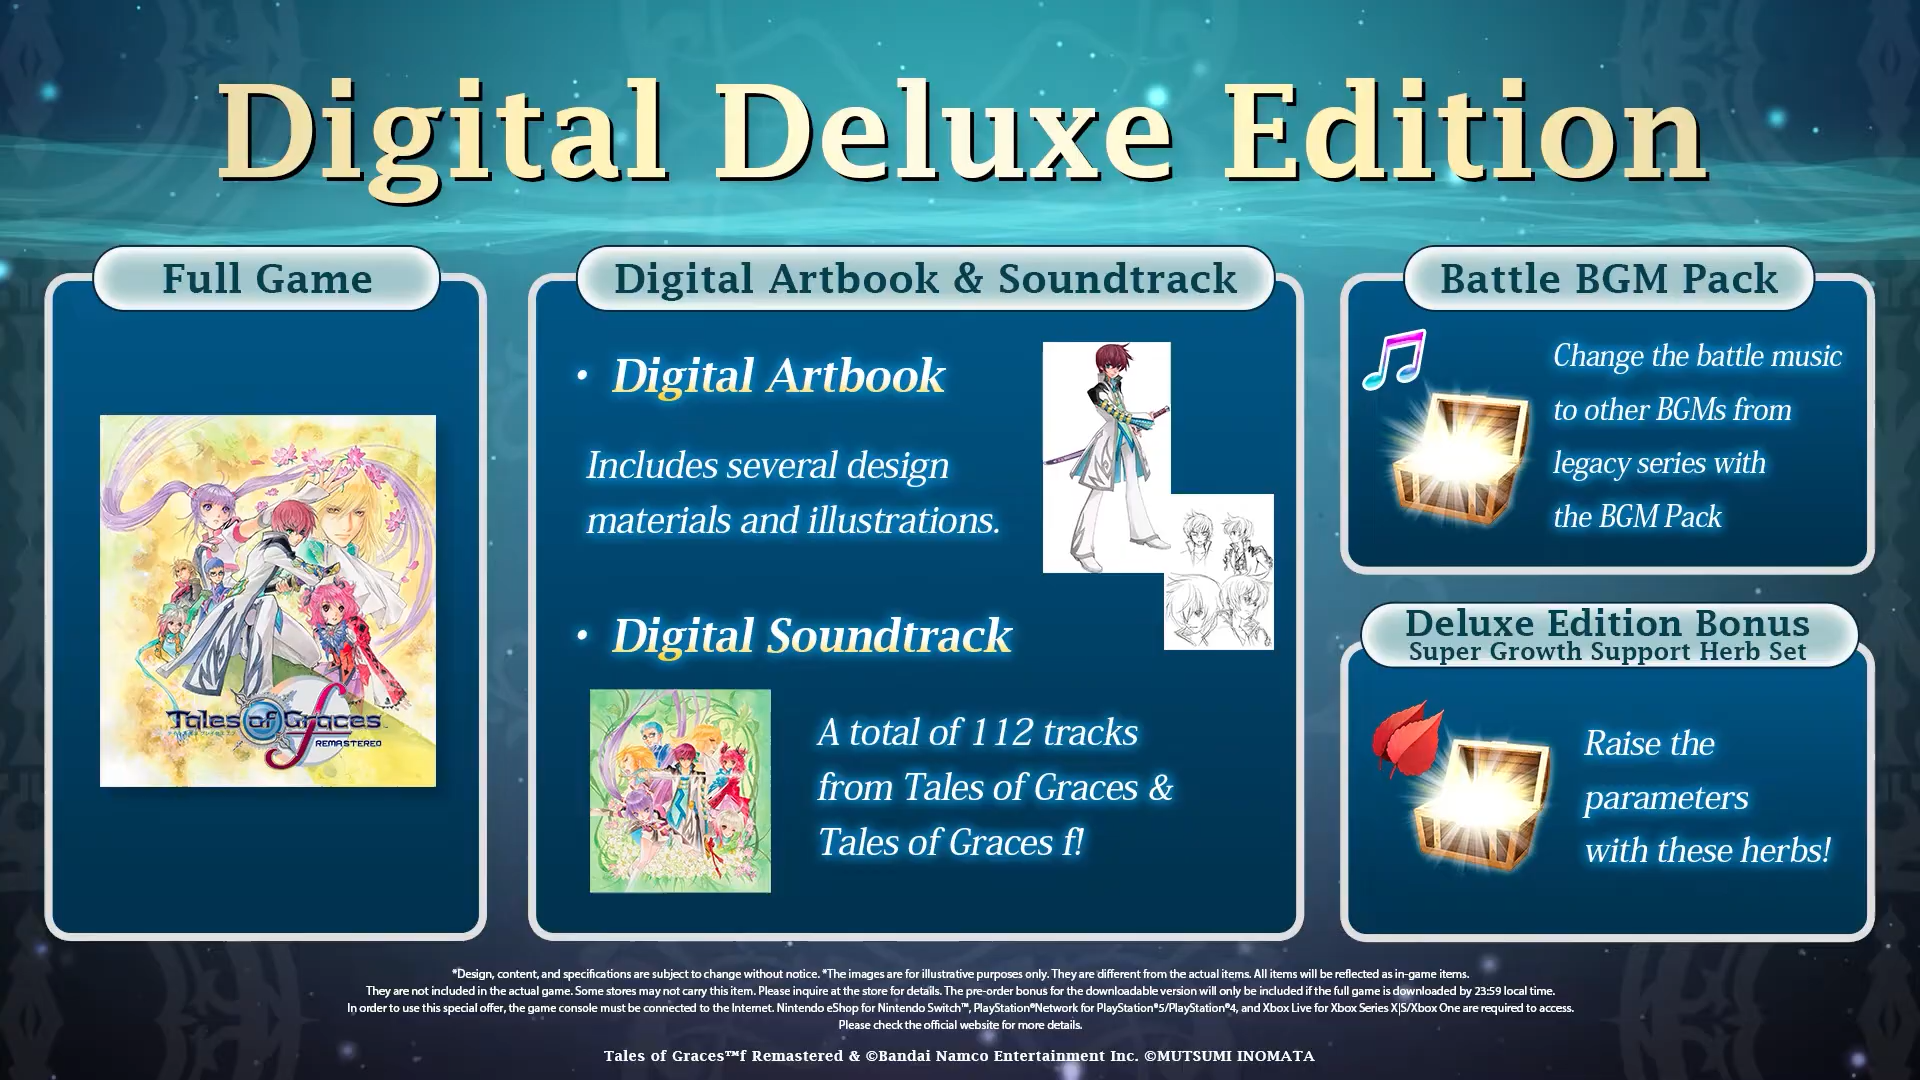 Digital Deluxe Edition
Full Game
Tales of Graces
f
REMASTERED
Digital Artbook & Soundtrack
• Digital Artbook
Includes several design
materials and illustrations.
• Digital Soundtrack
A total of 112 tracks
from Tales of Graces &
Tales of Graces f!
Battle BGM Pack
Change the battle music
to other BGMs from
legacy series with
the BGM Pack
Deluxe Edition Bonus
Super Growth Support Herb Set
Raise the
parameters
with these herbs!
*Design, content, and specifications are subject to change without notice. *The images are for illustrative purposes only. They are different from the actual items. All items will be reflected as in-game items.
They are not included in the actual game. Some stores may not carry this item. Please inquire at the store for details. The pre-order bonus for the downloadable version will only be included if the full game is downloaded by 23:59 local time.
In order to use this special offer, the game console must be connected to the Internet. Nintendo eShop for Nintendo Switch™, PlayStation®Network for PlayStation®5/PlayStation®4, and Xbox Live for Xbox Series X|S/Xbox One are required to access.
Please check the official website for more details.
Tales of Graces™f Remastered & ©Bandai Namco Entertainment Inc. ©MUTSUMI INOMATA